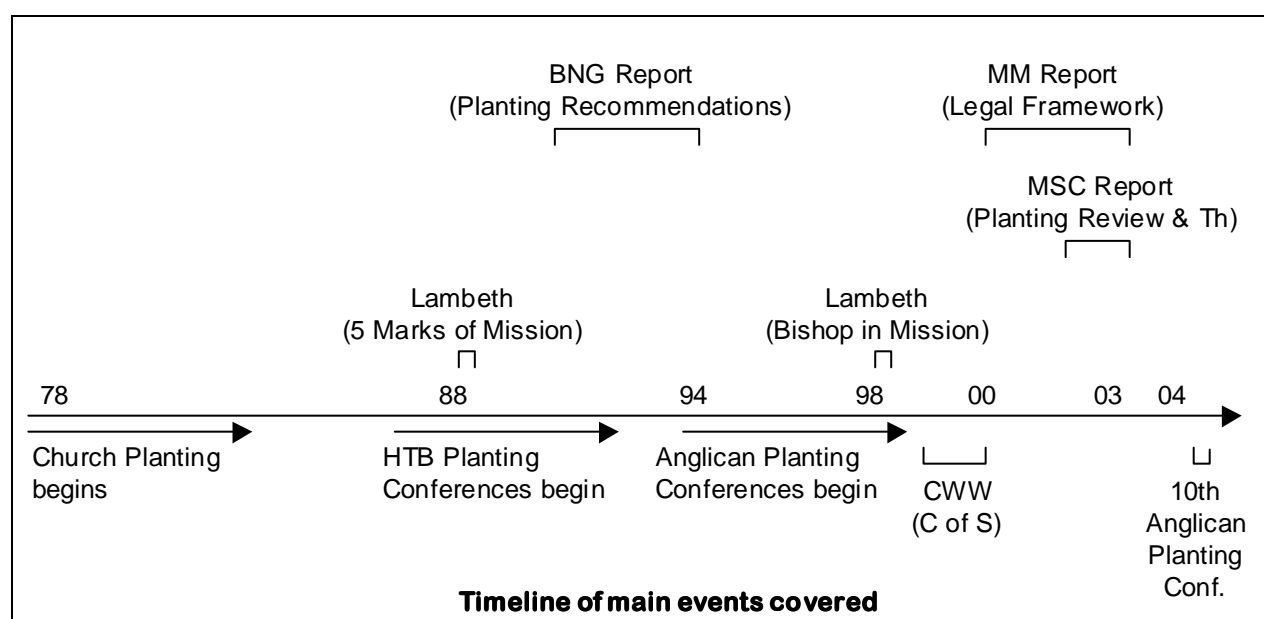 BNG Report
(Planting Recommendations)
MM Report
(Legal Framework)
MSC Report
(Planting Review & Th)
Lambeth
(5 Marks of Mission)
Lambeth
(Bishop in Mission)
78 88 94 98 00 03 04
Church Planting
begins
HTB Planting
Conferences begin
Anglican Planting
Conferences begin
CWW
(C of S)
10th
Anglican
Planting
Conf.
Timeline of main events covered